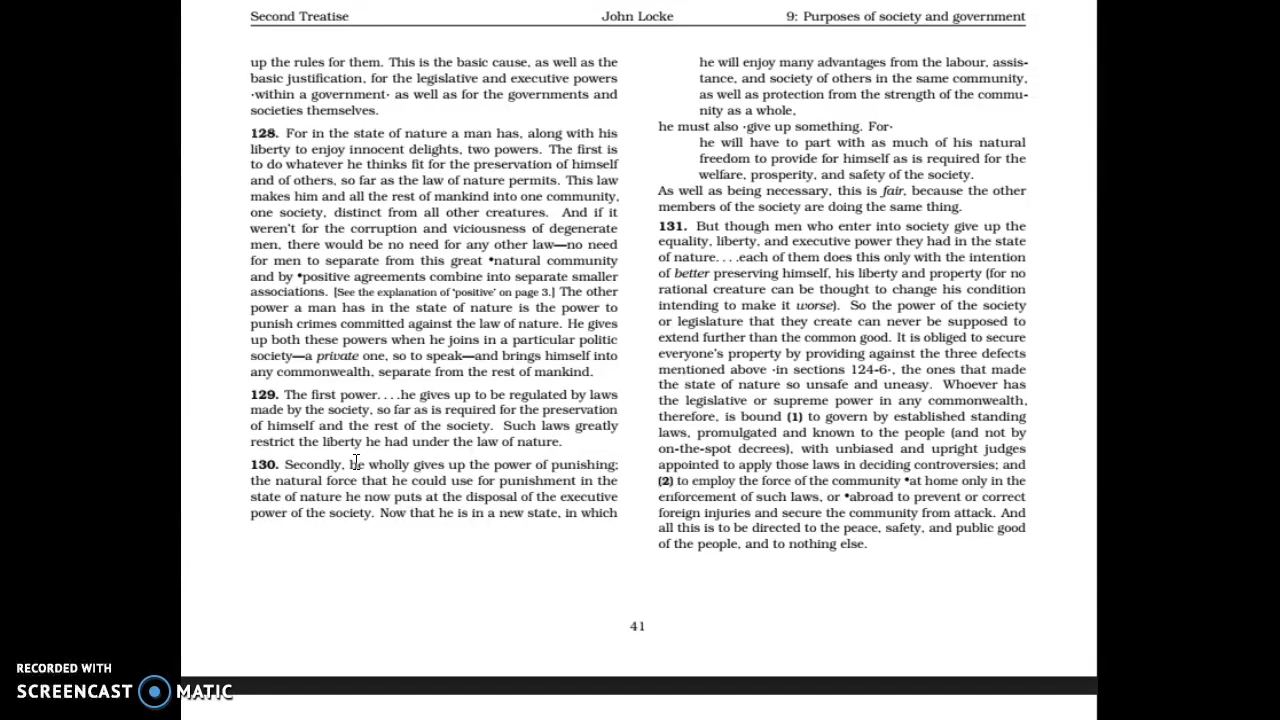 Second Treatise John Locke 9: Purposes of society and government
up the rules for them. This is the basic cause, as well as the
basic justification, for the legislative and executive powers
·within a government· as well as for the governments and
societies themselves.
128. For in the state of nature a man has, along with his
liberty to enjoy innocent delights, two powers. The first is
to do whatever he thinks fit for the preservation of himself
and of others, so far as the law of nature permits. This law
makes him and all the rest of mankind into one community,
one society, distinct from all other creatures. And if it
weren't for the corruption and viciousness of degenerate
men, there would be no need for any other law—no need
for men to separate from this great •natural community
and by •positive agreements combine into separate smaller
associations. [See the explanation of 'positive' on page 3.] The other
power a man has in the state of nature is the power to
punish crimes committed against the law of nature. He gives
up both these powers when he joins in a particular politic
society—a private one, so to speak—and brings himself into
any commonwealth, separate from the rest of mankind.
129. The first power. . . .he gives up to be regulated by laws
made by the society, so far as is required for the preservation
of himself and the rest of the society. Such laws greatly
restrict the liberty he had under the law of nature.
130. Secondly, he wholly gives up the power of punishing;
the natural force that he could use for punishment in the
state of nature he now puts at the disposal of the executive
power of the society. Now that he is in a new state, in which
he will enjoy many advantages from the labour, assis-
tance, and society of others in the same community,
as well as protection from the strength of the commu-
nity as a whole,
he must also ·give up something. For·
he will have to part with as much of his natural
freedom to provide for himself as is required for the
welfare, prosperity, and safety of the society.
As well as being necessary, this is fair, because the other
members of the society are doing the same thing.
131. But though men who enter into society give up the
equality, liberty, and executive power they had in the state
of nature. . . .each of them does this only with the intention
of better preserving himself, his liberty and property (for no
rational creature can be thought to change his condition
intending to make it worse). So the power of the society
or legislature that they create can never be supposed to
extend further than the common good. It is obliged to secure
everyone's property by providing against the three defects
mentioned above ·in sections 124-6·, the ones that made
the state of nature so unsafe and uneasy. Whoever has
the legislative or supreme power in any commonwealth,
therefore, is bound (1) to govern by established standing
laws, promulgated and known to the people (and not by
on-the-spot decrees), with unbiased and upright judges
appointed to apply those laws in deciding controversies; and
(2) to employ the force of the community •at home only in the
enforcement of such laws, or •abroad to prevent or correct
foreign injuries and secure the community from attack. And
all this is to be directed to the peace, safety, and public good
of the people, and to nothing else.
41
RECORDED WITH
SCREENCAST MATIC